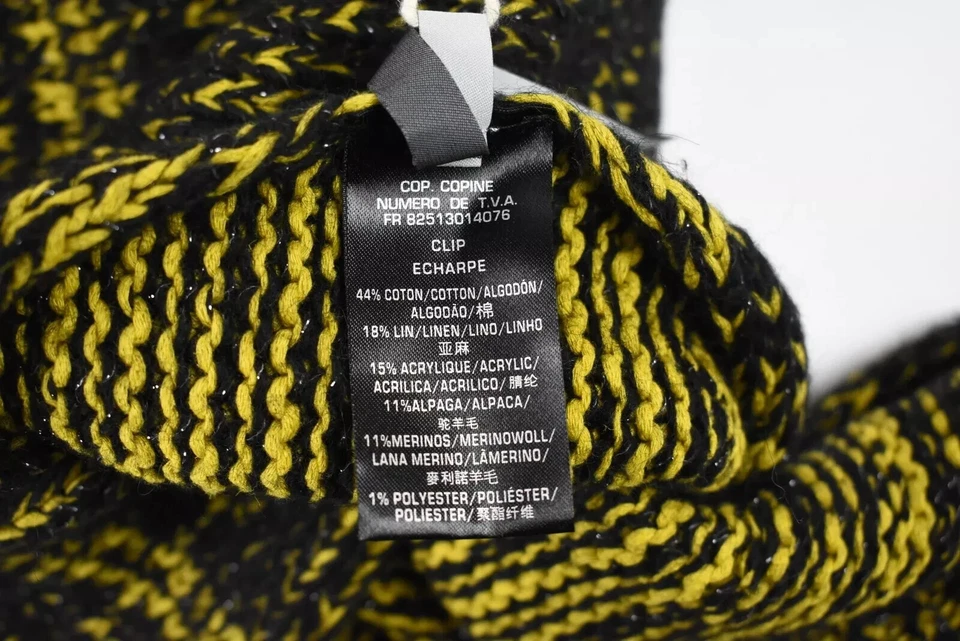 COP. COPINE
NUMERO DE T.V.A.
FR 82513014076
CLIP
ECHARPE
44% COTON/COTTON/ALGODÓN/
ALGODÃO/棉
18% LIN/LINEN/LINO/LINHO
亚麻
15% ACRYLIQUE/ACRYLIC/
ACRILICA/ACRILICO/腈纶
11%ALPAGA/ALPACA/
驼羊毛
11%MERINOS/MERINOWOLL/
LANA MERINO/LÃMERINO/
麥利諾羊毛
1% POLYESTER/POLIÉSTER/
POLIESTER/聚酯纤维